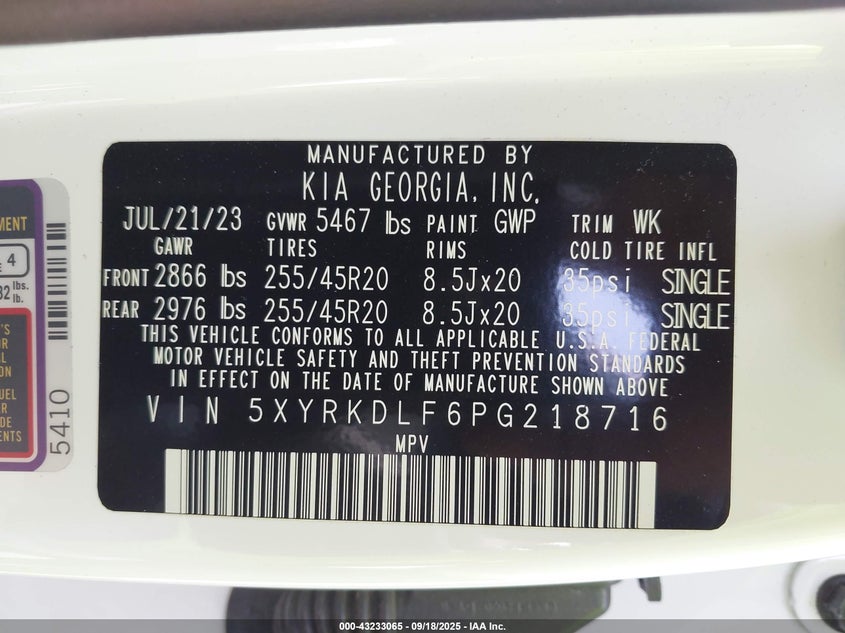 MANUFACTURED BY
KIA GEORGIA, INC.
JUL/21/23 GVWR 5467 lbs PAINT GWP TRIM WK
GAWR TIRES RIMS COLD TIRE INFL
FRONT 2866 lbs 255/45R20 8.5Jx20 35psi SINGLE
REAR 2976 lbs 255/45R20 8.5Jx20 35psi SINGLE
THIS VEHICLE CONFORMS TO ALL APPLICABLE U.S.A. FEDERAL
MOTOR VEHICLE SAFETY AND THEFT PREVENTION STANDARDS
IN EFFECT ON THE DATE OF MANUFACTURE SHOWN ABOVE
VIN 5XYRKDLF6PG218716
MPV
4
lbs.
lb.
5410
000-43233065 - 09/18/2025 - IAA Inc.